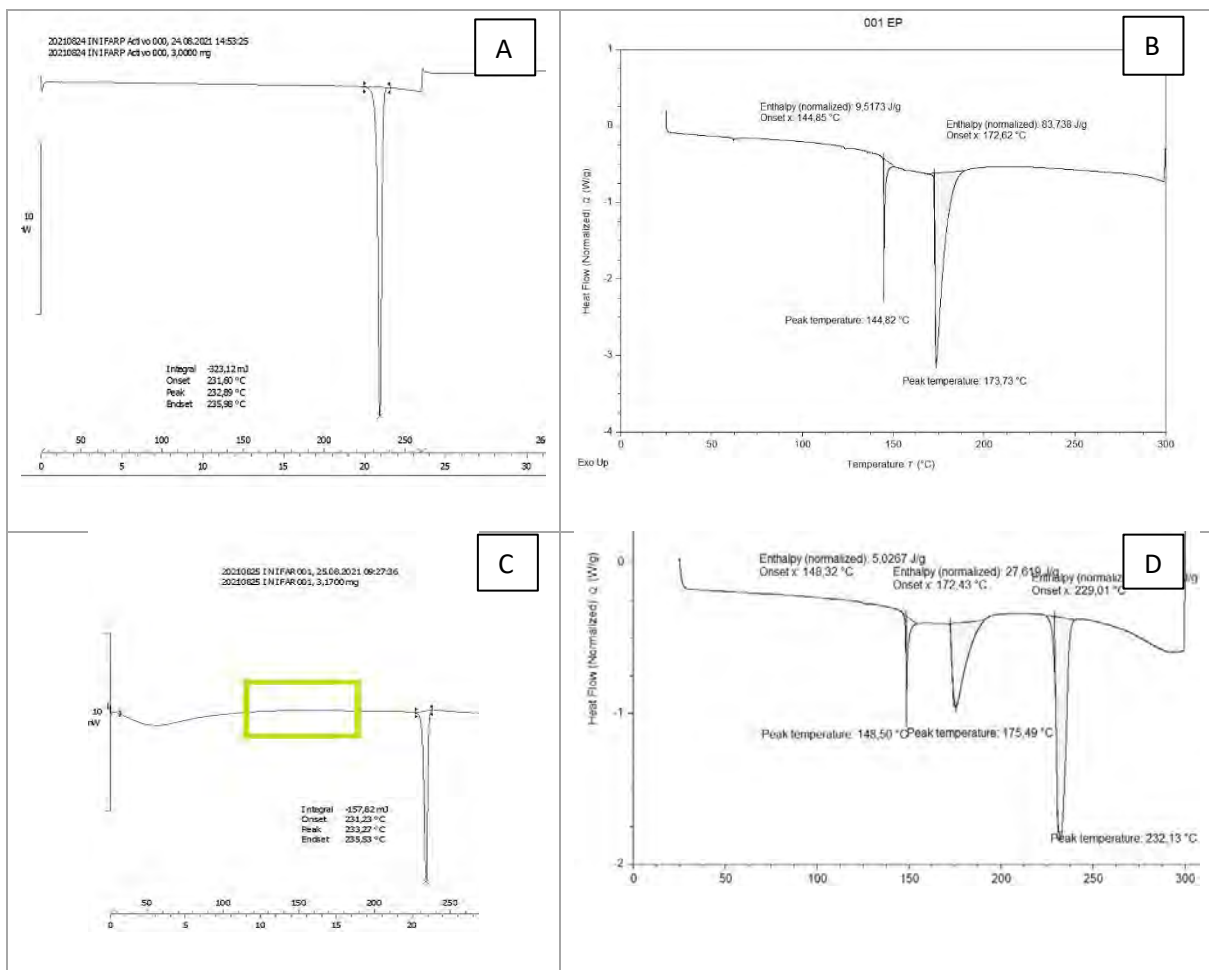 A
20210824 INIFARP Activo 000, 24.08.2021 14:53:25
20210824 INIFARP Activo 000, 3,0000 mg
10
Integral -323,12 mJ
Onset 231,60 °C
Peak 232,89 °C
Endset 235,98 °C
50 100 150 200 250
0 5 10 15 20 25 30
001 EP
B
1
0
-1
-2
-3
-4
Heat Flow (Normalized) Q (W/g)
Enthalpy (normalized): 9,5173 J/g
Onset x: 144,85 °C
Enthalpy (normalized): 83,738 J/g
Onset x: 172,62 °C
Peak temperature: 144,82 °C
Peak temperature: 173,73 °C
0 50 100 150 200 250 300
Exo Up
Temperature T (°C)
C
20210825 INIFAR001, 25.08.2021 09:27:36
20210825 INIFAR001, 3,1700 mg
10
mW
Integral -157,82 mJ
Onset 231,23 °C
Peak 233,27 °C
Endset 235,53 °C
50 100 150 200 250
0 5 10 15 20
D
0
-1
-2
Heat Flow (Normalized) Q (W/g)
Enthalpy (normalized): 5,0267 J/g
Onset x: 148,32 °C
Enthalpy (normalized): 27,619 J/g
Onset x: 172,43 °C
Enthalpy (normalized)
Onset x: 229,01 °C
Peak temperature: 148,50 °C
Peak temperature: 175,49 °C
Peak temperature: 232,13 °C
0 50 100 150 200 250 300